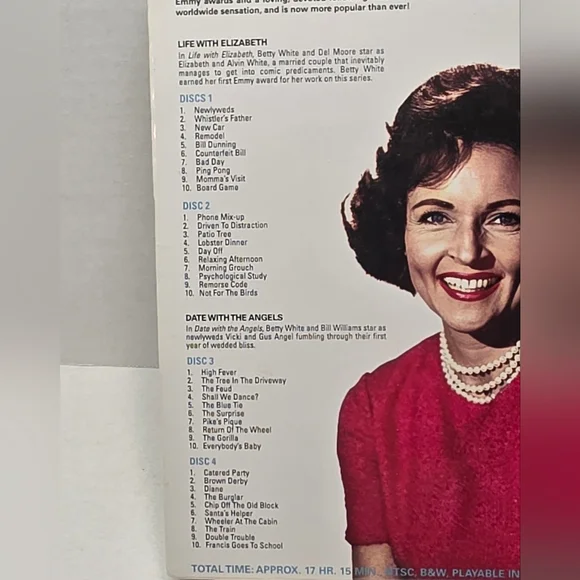 Emmy awards and a loving, devoted
worldwide sensation, and is now more popular than ever!
LIFE WITH ELIZABETH
In Life with Elizabeth, Betty White and Del Moore star as
Elizabeth and Alvin White, a married couple that inevitably
manages to get into comic predicaments. Betty White
earned her first Emmy award for her work on this series.
DISCS 1
1. Newlyweds
2. Whistler's Father
3. New Car
4. Remodel
5. Bill Dunning
6. Counterfeit Bill
7. Bad Day
8. Ping Pong
9. Momma's Visit
10. Board Game
DISC 2
1. Phone Mix-up
2. Driven To Distraction
3. Patio Tree
4. Lobster Dinner
5. Day Off
6. Relaxing Afternoon
7. Morning Grouch
8. Psychological Study
9. Remorse Code
10. Not For The Birds
DATE WITH THE ANGELS
In Date with the Angels, Betty White and Bill Williams star as
newlyweds Vicki and Gus Angel fumbling through their first
year of wedded bliss.
DISC 3
1. High Fever
2. The Tree In The Driveway
3. The Feud
4. Shall We Dance?
5. The Blue Tie
6. The Surprise
7. Pike's Pique
8. Return Of The Wheel
9. The Gorilla
10. Everybody's Baby
DISC 4
1. Catered Party
2. Brown Derby
3. Diane
4. The Burglar
5. Chip Off The Old Block
6. Santa's Helper
7. Wheeler At The Cabin
8. The Train
9. Double Trouble
10. Francis Goes To School
TOTAL TIME: APPROX. 17 HR. 15 MIN. NTSC, B&W, PLAYABLE IN